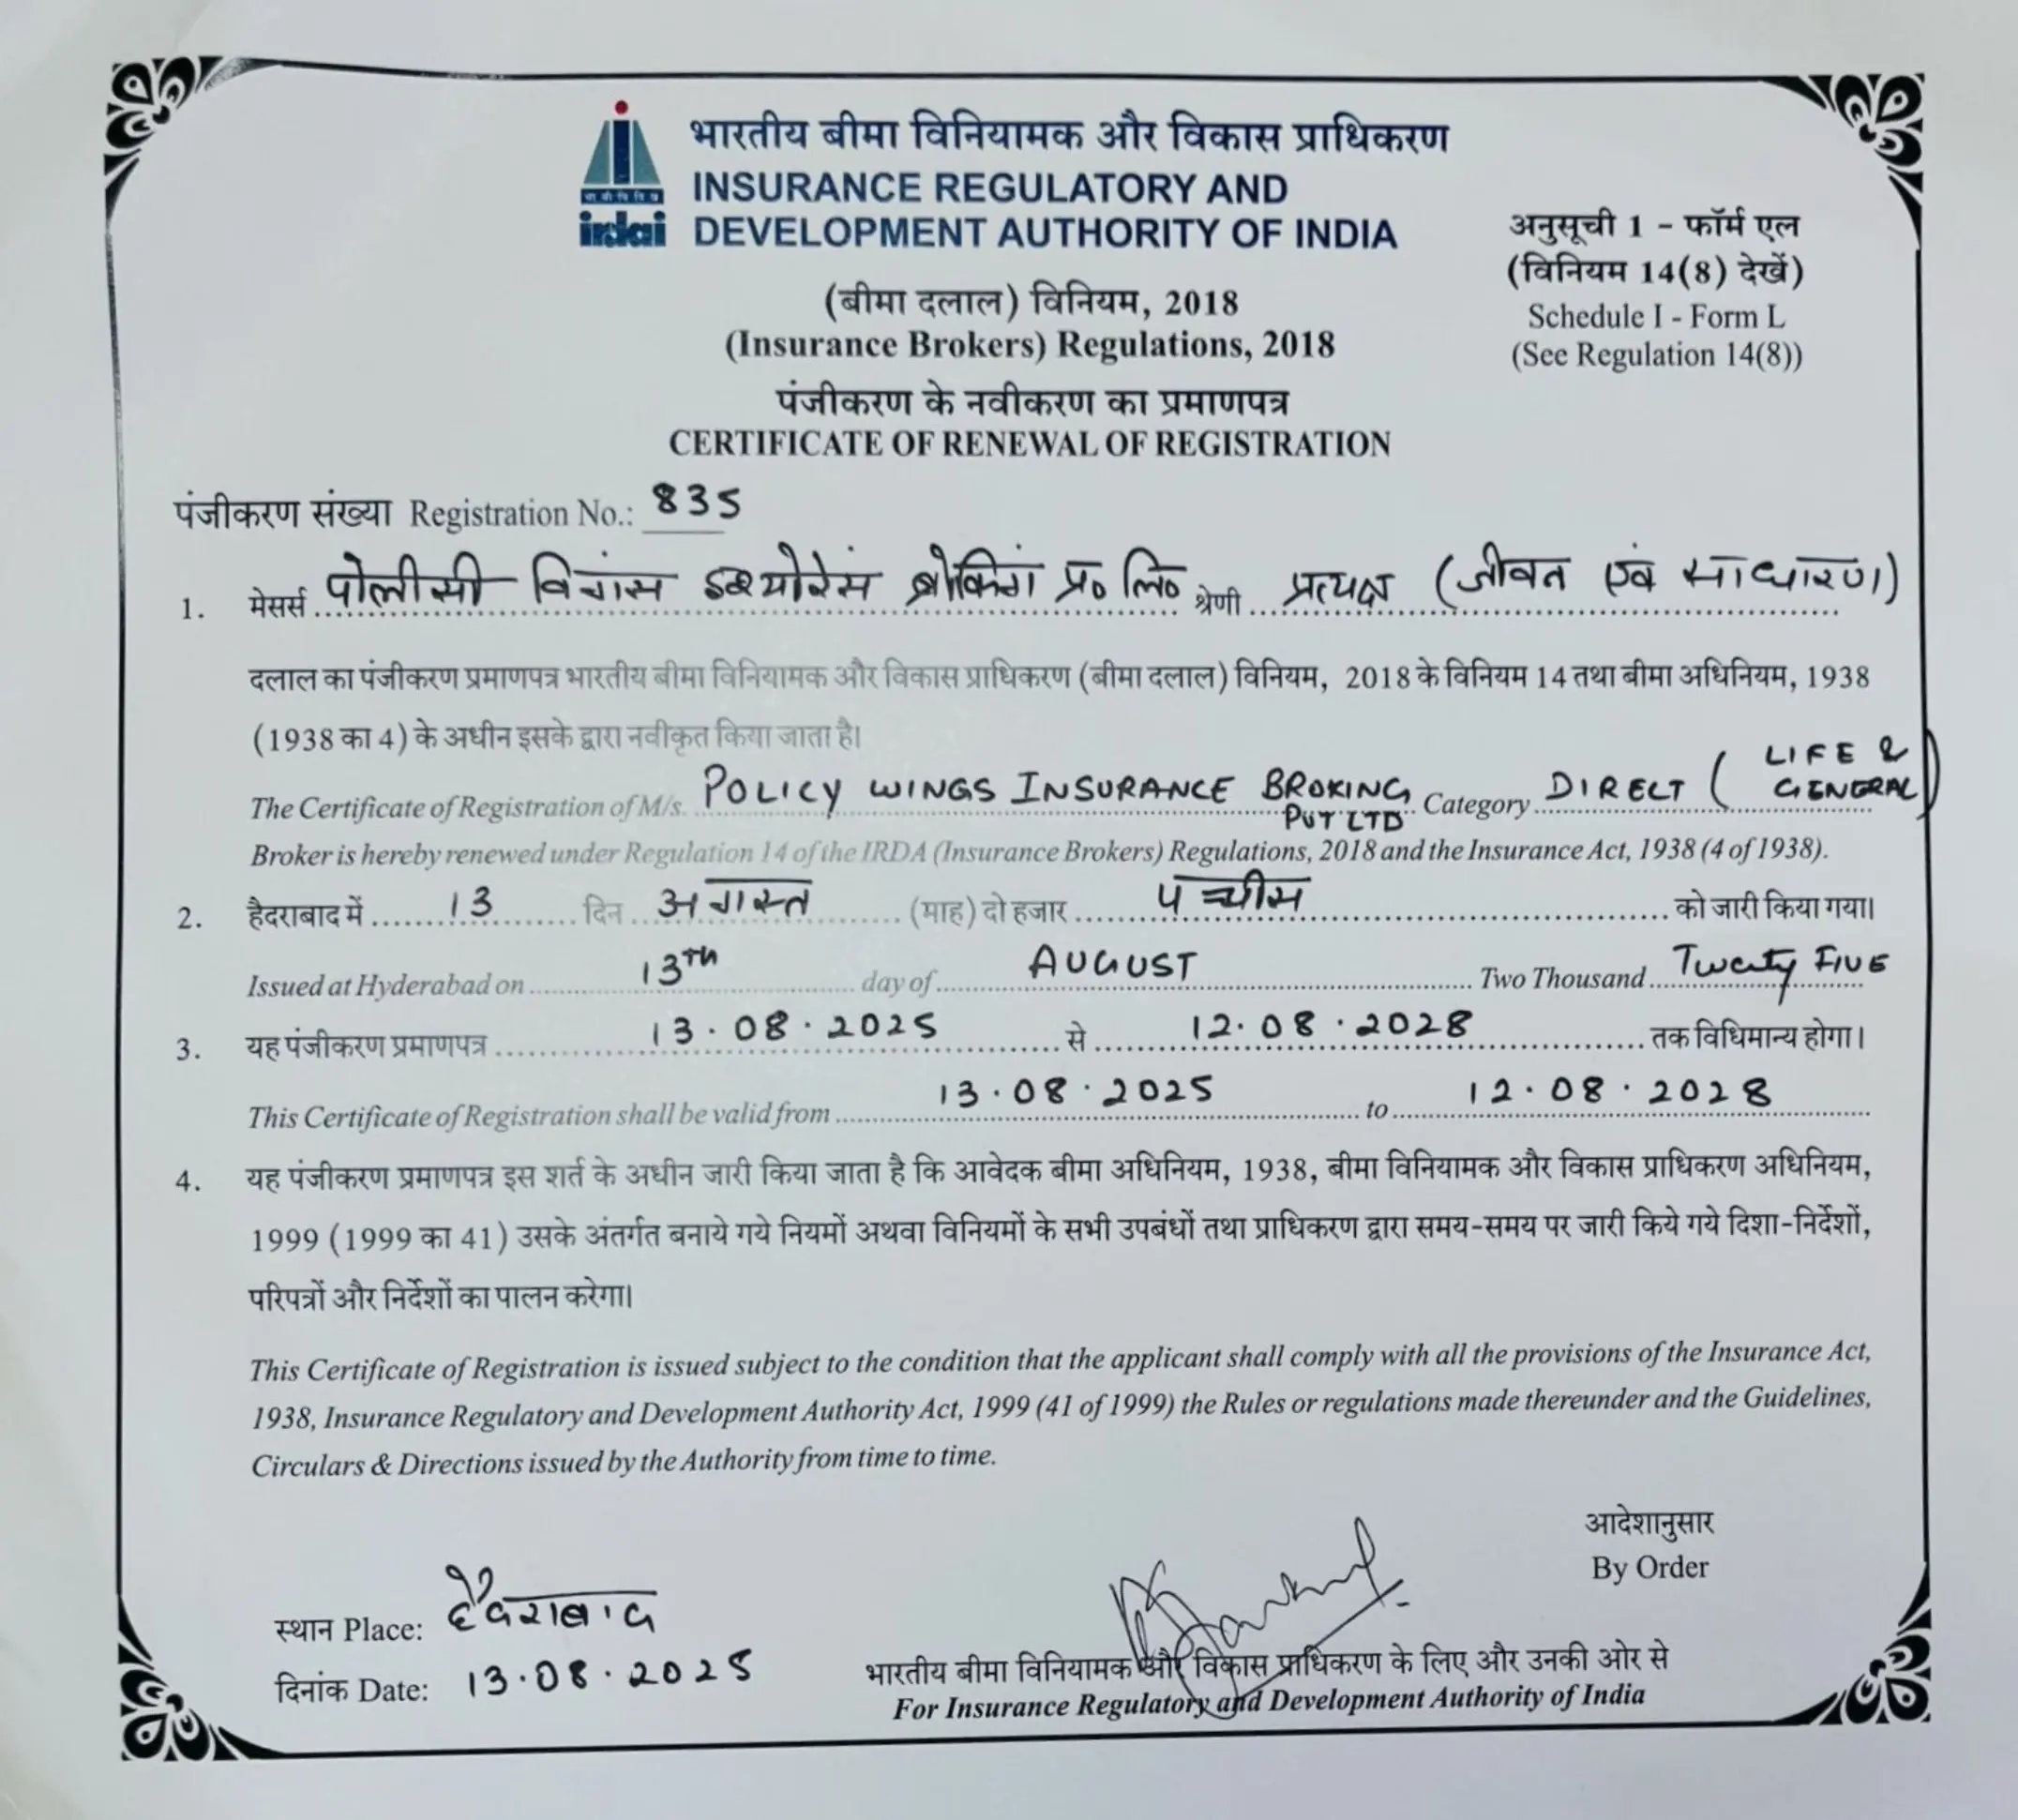 भारतीय बीमा विनियामक और विकास प्राधिकरण
INSURANCE REGULATORY AND
DEVELOPMENT AUTHORITY OF INDIA
भा बी वि वि प्रा
irdai
अनुसूची 1 - फॉर्म एल
(विनियम 14(8) देखें)
Schedule I - Form L
(See Regulation 14(8))
(बीमा दलाल) विनियम, 2018
(Insurance Brokers) Regulations, 2018
पंजीकरण के नवीकरण का प्रमाणपत्र
CERTIFICATE OF RENEWAL OF REGISTRATION
पंजीकरण संख्या Registration No.: 835
1. मेसर्स पोलीसी विंगंस इंश्योरेंस ब्रोकिंग प्र० लि० श्रेणी प्रत्यक्ष (जीवन एवं साधारण)
दलाल का पंजीकरण प्रमाणपत्र भारतीय बीमा विनियामक और विकास प्राधिकरण (बीमा दलाल) विनियम, 2018 के विनियम 14 तथा बीमा अधिनियम, 1938
(1938 का 4) के अधीन इसके द्वारा नवीकृत किया जाता है।
The Certificate of Registration of M/s. POLICY WINGS INSURANCE BROKING PVT LTD Category DIRECT (LIFE & GENERAL)
Broker is hereby renewed under Regulation 14 of the IRDA (Insurance Brokers) Regulations, 2018 and the Insurance Act, 1938 (4 of 1938).
2. हैदराबाद में 13 दिन अगस्त (माह) दो हजार पच्चीस को जारी किया गया।
Issued at Hyderabad on 13TH day of AUGUST Two Thousand Twenty FIVE
3. यह पंजीकरण प्रमाणपत्र 13.08.2025 से 12.08.2028 तक विधिमान्य होगा।
This Certificate of Registration shall be valid from 13.08.2025 to 12.08.2028
4. यह पंजीकरण प्रमाणपत्र इस शर्त के अधीन जारी किया जाता है कि आवेदक बीमा अधिनियम, 1938, बीमा विनियामक और विकास प्राधिकरण अधिनियम,
1999 (1999 का 41) उसके अंतर्गत बनाये गये नियमों अथवा विनियमों के सभी उपबंधों तथा प्राधिकरण द्वारा समय-समय पर जारी किये गये दिशा-निर्देशों,
परिपत्रों और निर्देशों का पालन करेगा।
This Certificate of Registration is issued subject to the condition that the applicant shall comply with all the provisions of the Insurance Act,
1938, Insurance Regulatory and Development Authority Act, 1999 (41 of 1999) the Rules or regulations made thereunder and the Guidelines,
Circulars & Directions issued by the Authority from time to time.
आदेशानुसार
By Order
स्थान Place: हैदराबाद
दिनांक Date: 13.08.2025
भारतीय बीमा विनियामक और विकास प्राधिकरण के लिए और उनकी ओर से
For Insurance Regulatory and Development Authority of India